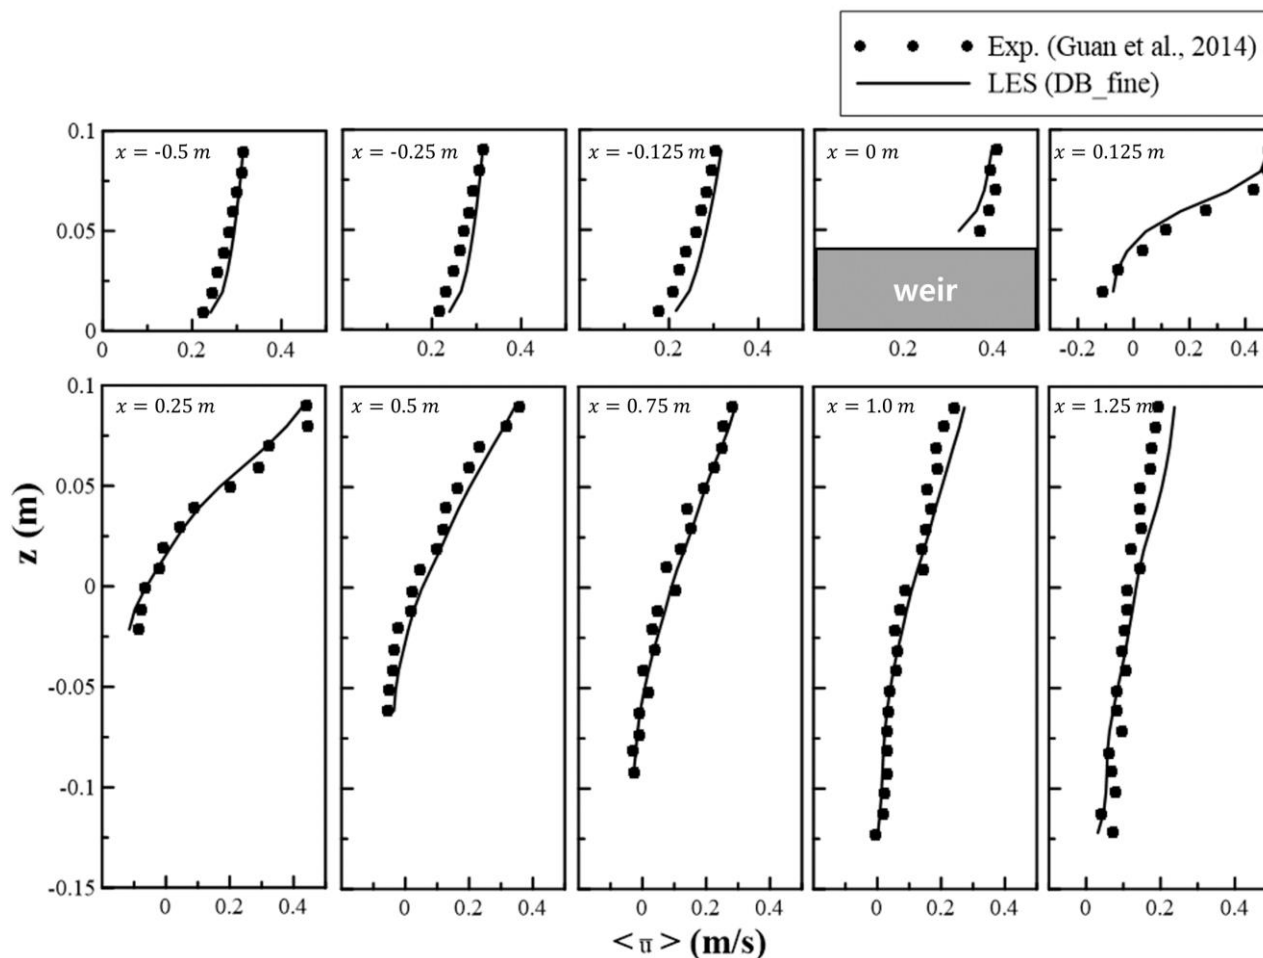 Exp. (Guan et al., 2014)
LES (DB_fine)
0.1
0.05
0
x = -0.5 m
x = -0.25 m
x = -0.125 m
x = 0 m
x = 0.125 m
weir
0 0.2 0.4
0.2 0.4
0.2 0.4
0.2 0.4
-0.2 0 0.2 0.4
z (m)
0.1
0.05
0
-0.05
-0.1
-0.15
x = 0.25 m
x = 0.5 m
x = 0.75 m
x = 1.0 m
x = 1.25 m
0 0.2 0.4
0 0.2 0.4
0 0.2 0.4
0 0.2 0.4
0 0.2 0.4
< u̅ > (m/s)